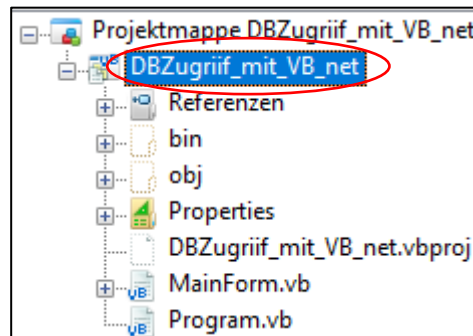 Projektmappe DBZugriif_mit_VB_net
DBZugriif_mit_VB_net
Referenzen
bin
obj
Properties
DBZugriif_mit_VB_net.vbproj
MainForm.vb
Program.vb